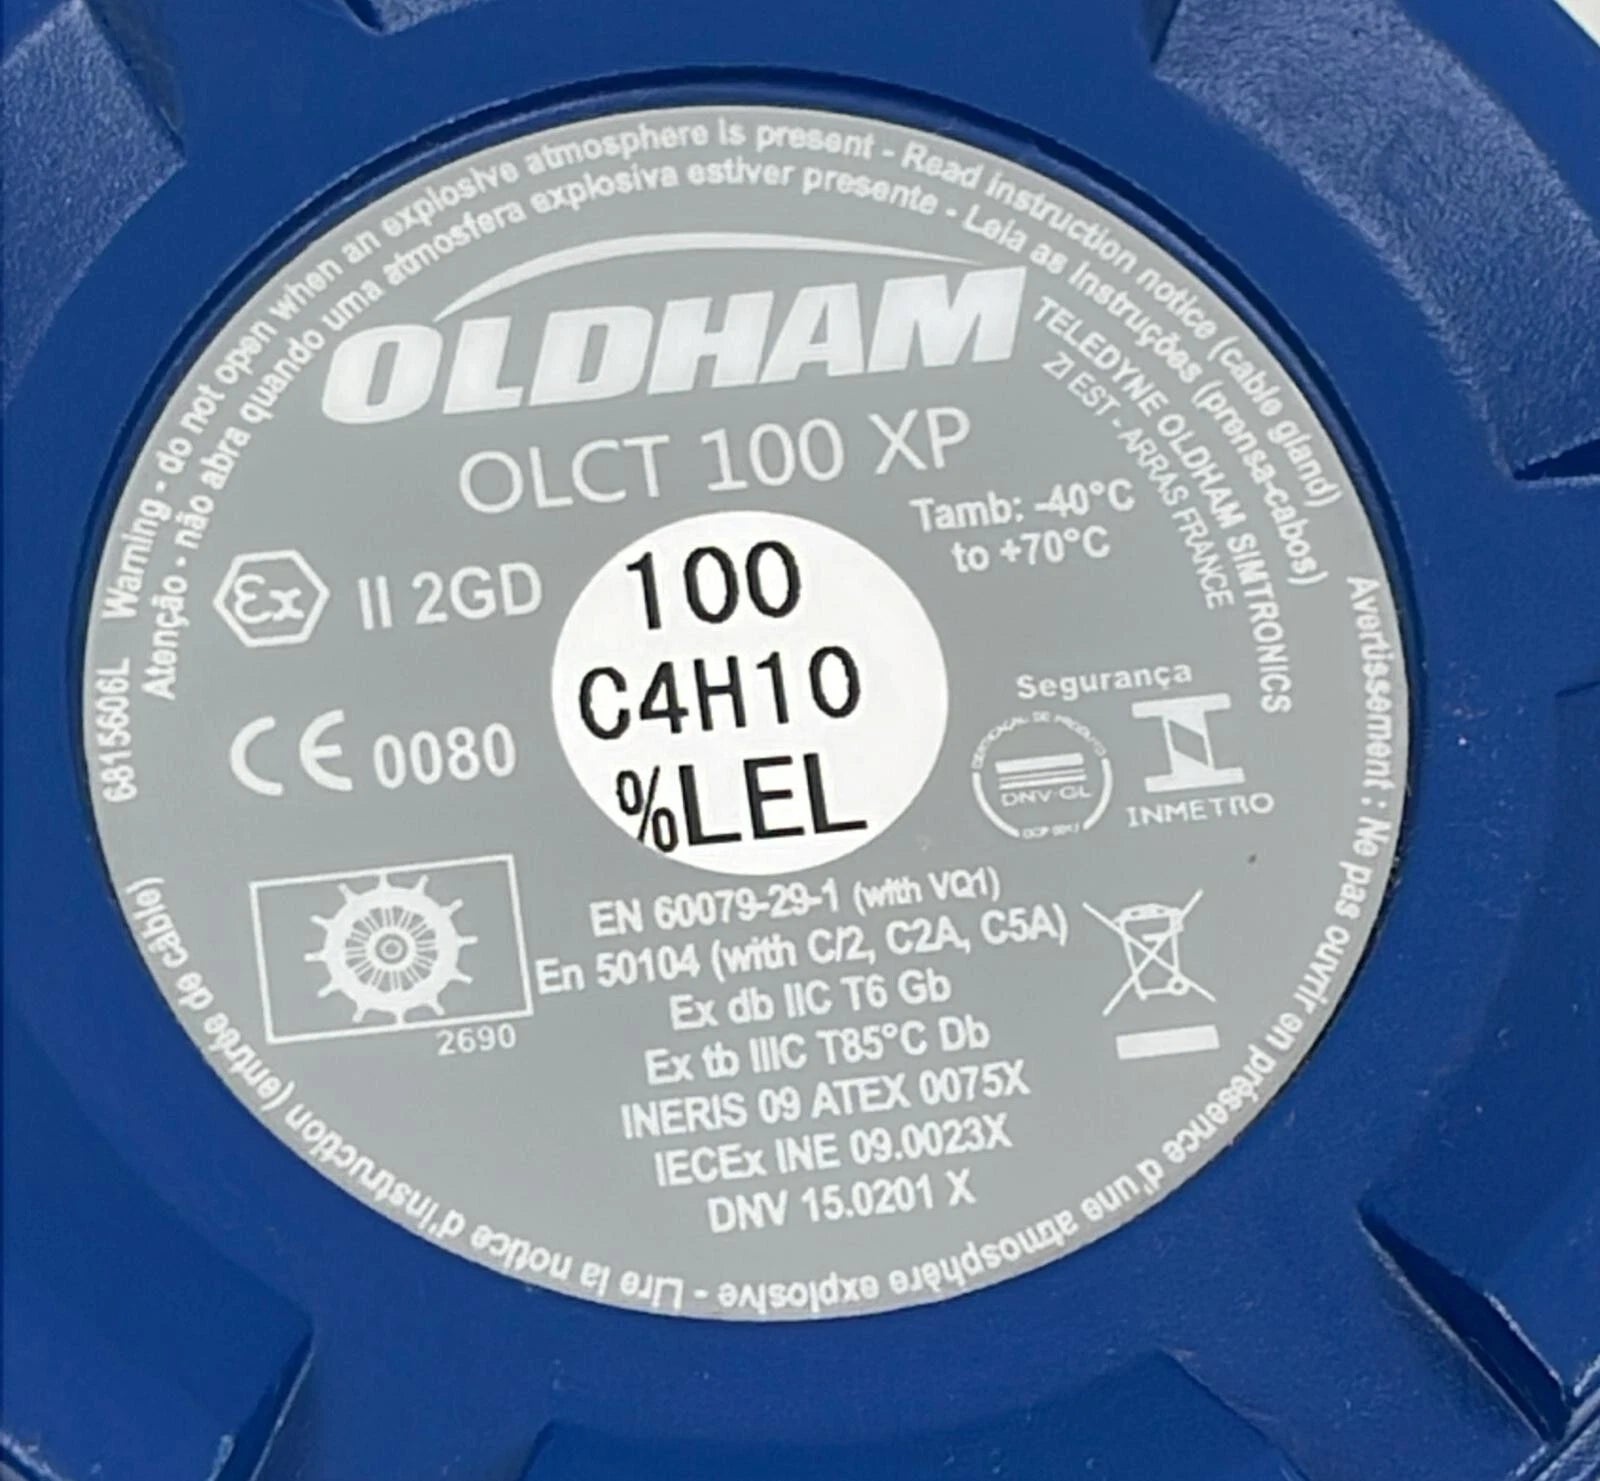 Warning - do not open when an explosive atmosphere is present - Read instruction notice (cable gland)
Atenção - não abra quando uma atmosfera explosiva estiver presente - Leia as Instruções (prensa-cabos)
Avertissement : Ne pas ouvrir en présence d'une atmosphère explosive - Lire la notice d'instruction (entrée de câble)
6815606L
OLDHAM
TELEDYNE OLDHAM SIMTRONICS
ZI EST - ARRAS FRANCE
OLCT 100 XP
Tamb: -40°C
to +70°C
Ex II 2GD
100
C4H10
%LEL
CE 0080
Segurança
DNV·GL
INMETRO
2690
EN 60079-29-1 (with VQ1)
En 50104 (with C/2, C2A, C5A)
Ex db IIC T6 Gb
Ex tb IIIC T85°C Db
INERIS 09 ATEX 0075X
IECEx INE 09.0023X
DNV 15.0201 X